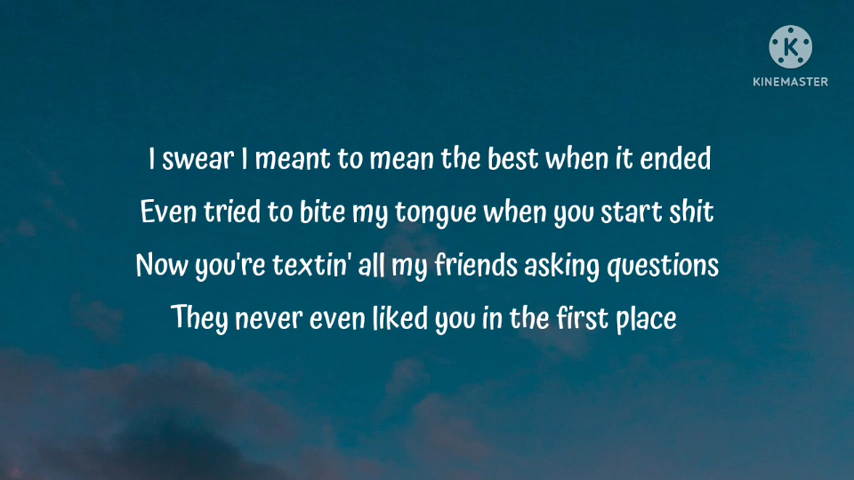 KINEMASTER
I swear I meant to mean the best when it ended
Even tried to bite my tongue when you start shit
Now you're textin' all my friends asking questions
They never even liked you in the first place